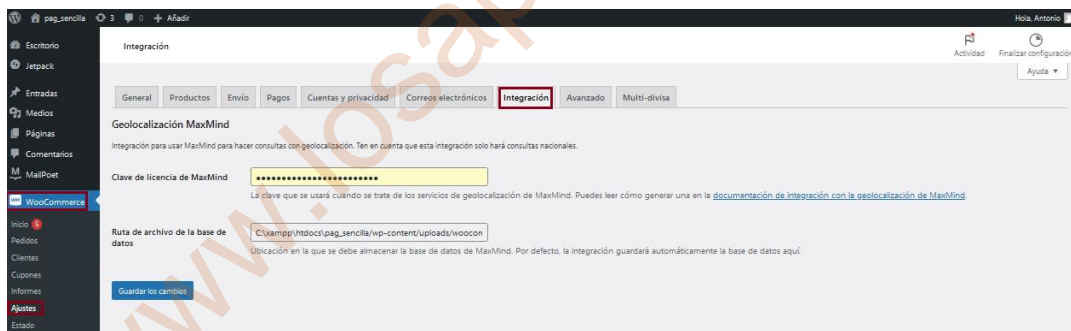 pag_sencilla 3 0 + Añadir Hola, Antonio
Escritorio
Jetpack
Entradas
Medios
Páginas
Comentarios
MailPoet
WooCommerce
Inicio 5
Pedidos
Clientes
Cupones
Informes
Ajustes
Estado
Integración
Actividad Finalizar configuración
Ayuda
General Productos Envío Pagos Cuentas y privacidad Correos electrónicos Integración Avanzado Multi-divisa
Geolocalización MaxMind
Integración para usar MaxMind para hacer consultas con geolocalización. Ten en cuenta que esta integración solo hará consultas nacionales.
Clave de licencia de MaxMind
La clave que se usará cuando se trate de los servicios de geolocalización de MaxMind. Puedes leer cómo generar una en la documentación de integración con la geolocalización de MaxMind.
Ruta de archivo de la base de
datos
C:\xampp\htdocs\pag_sencilla/wp-content/uploads/woocon
Ubicación en la que se debe almacenar la base de datos de MaxMind. Por defecto, la integración guardará automáticamente la base de datos aquí.
Guardar los cambios
www.losap